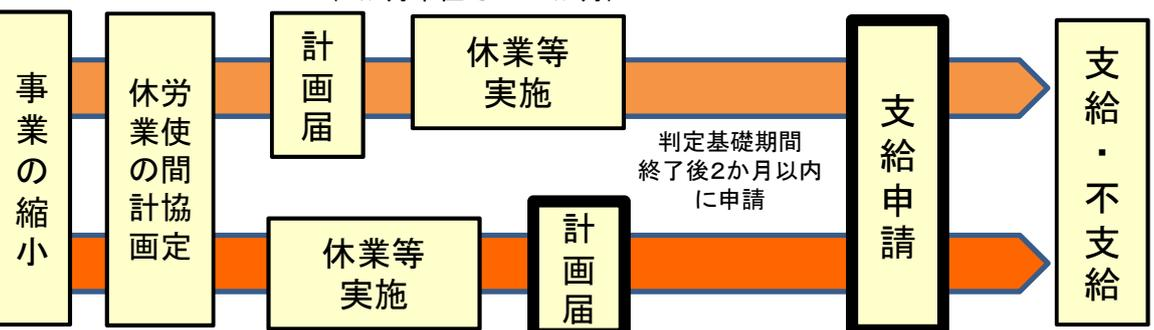 事業の縮小
労使間協定
休業の計画
計画届
休業等
実施
判定基礎期間
終了後2か月以内
に申請
支給申請
支給・不支給
休業等
実施
計画届